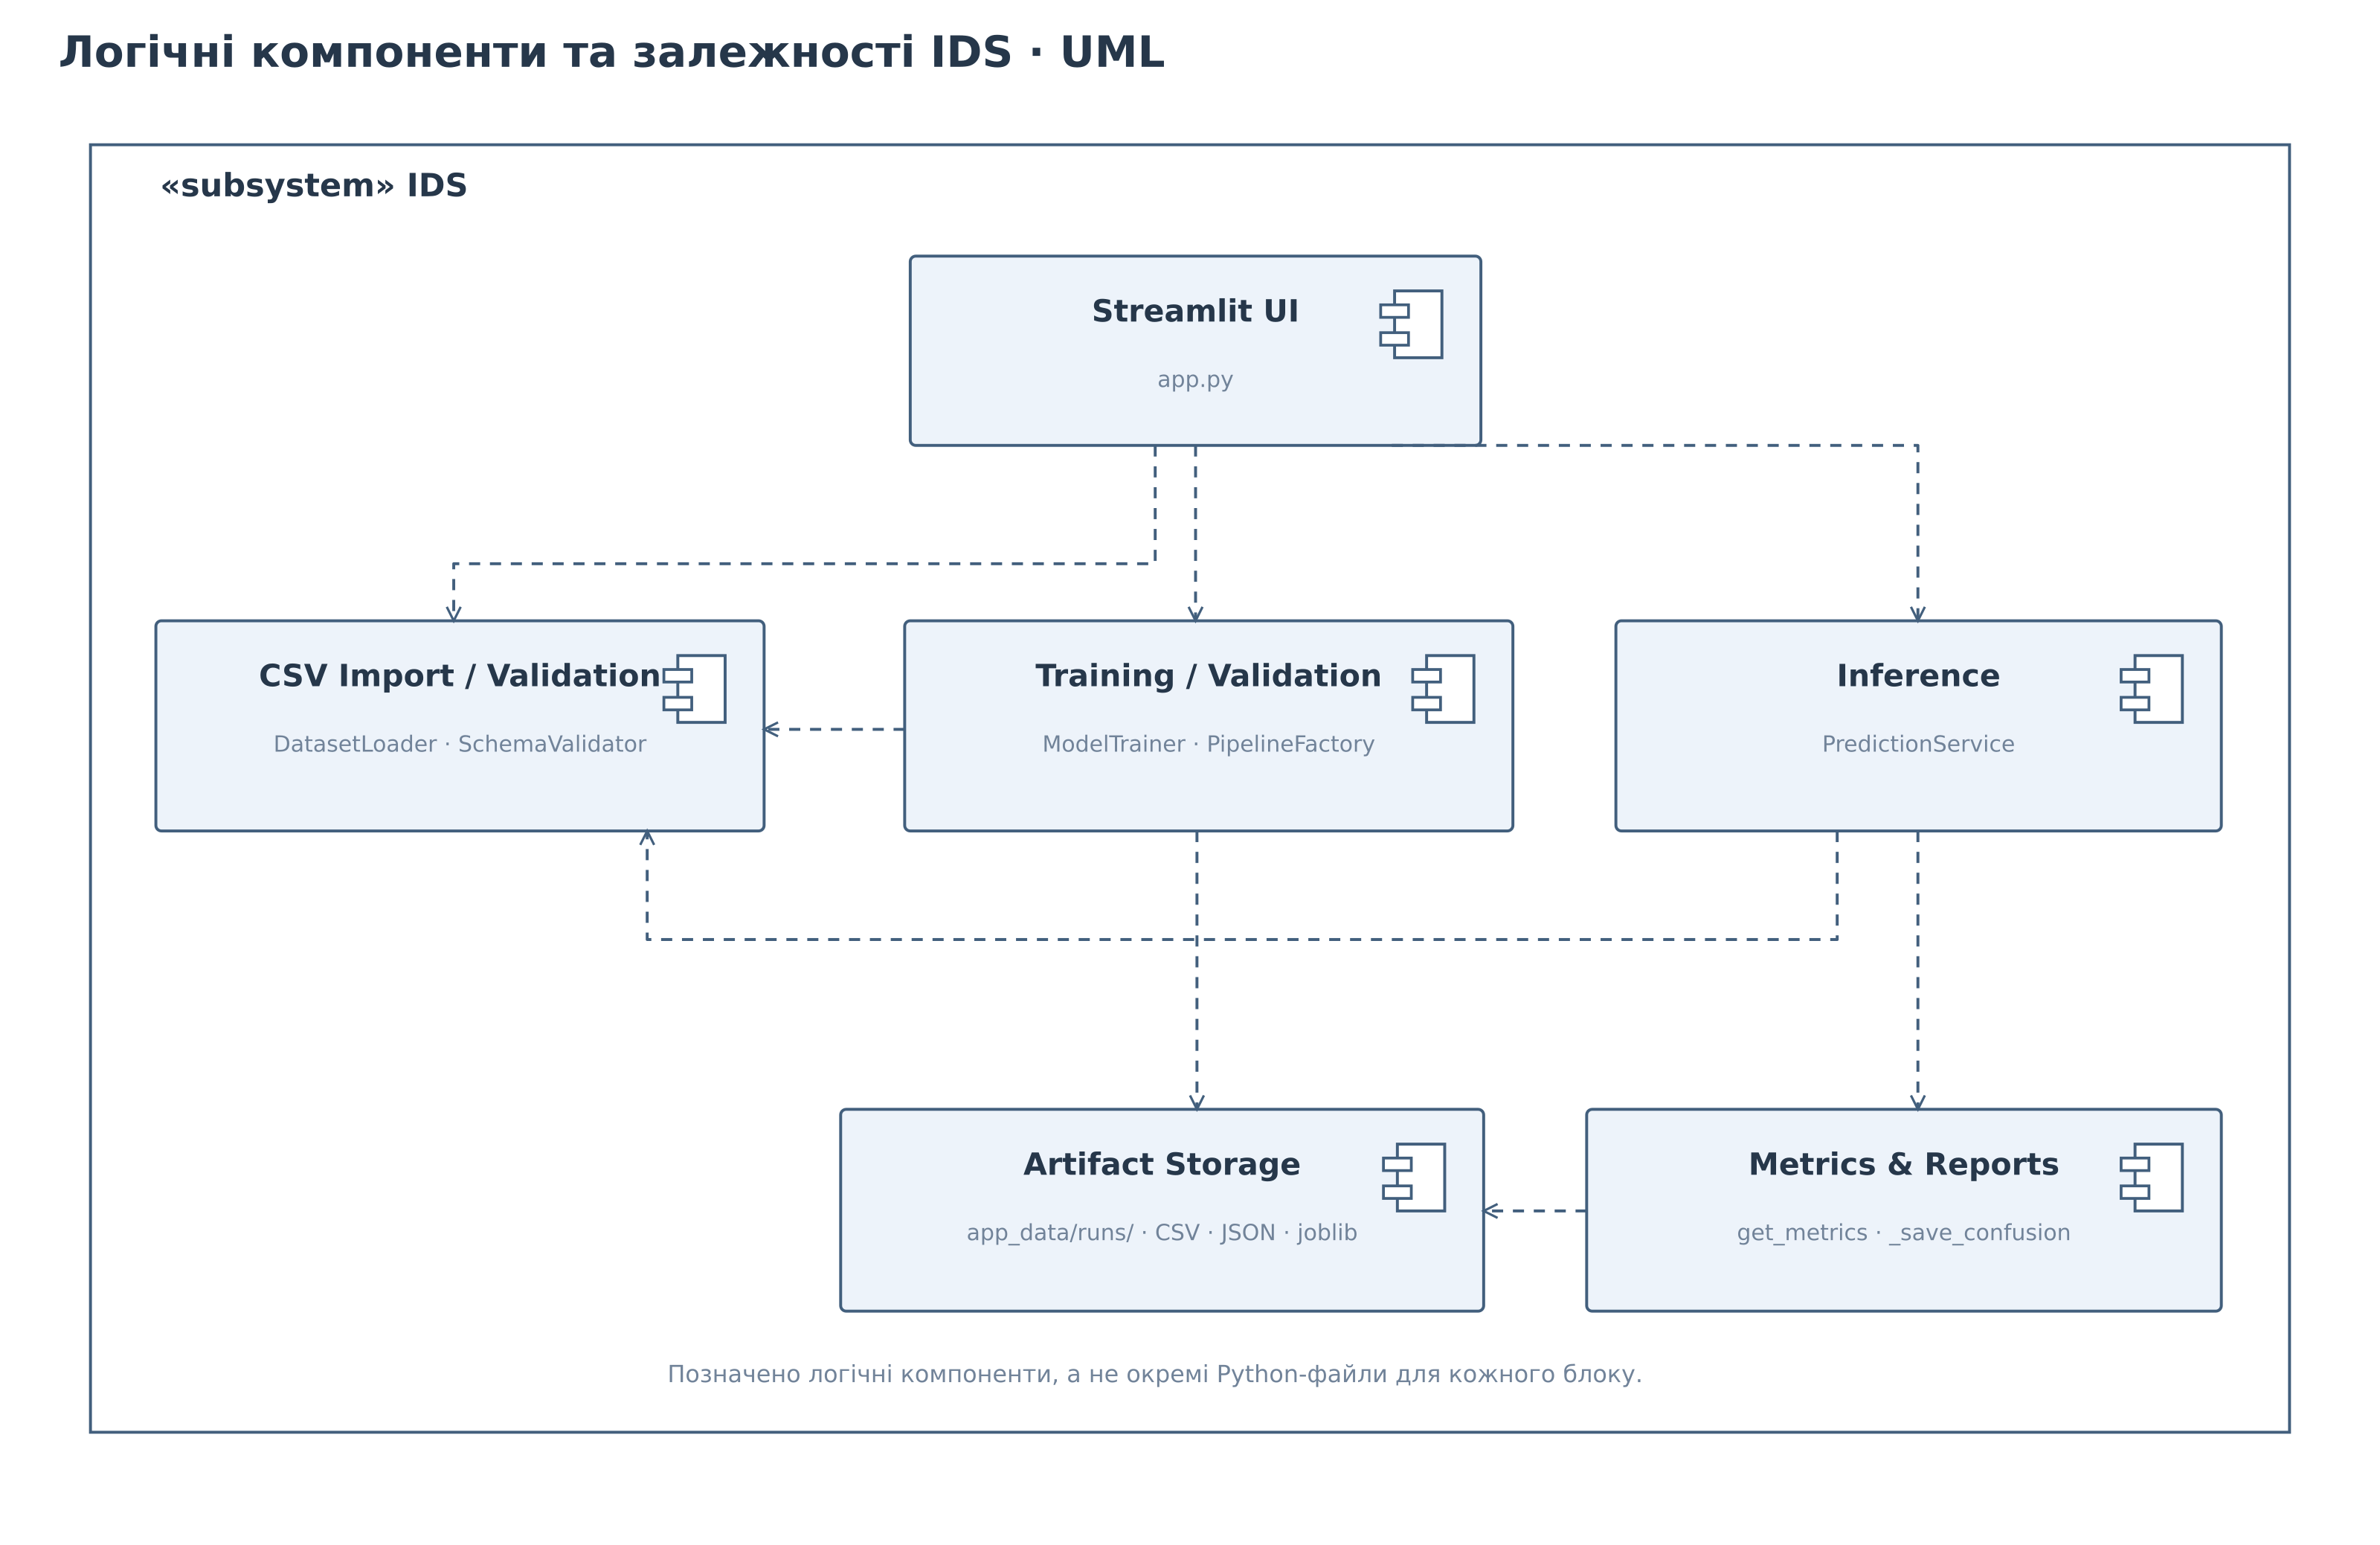 Логічні компоненти та залежності IDS · UML
«subsystem» IDS
Streamlit UI
app.py
CSV Import / Validation
DatasetLoader · SchemaValidator
Training / Validation
ModelTrainer · PipelineFactory
Inference
PredictionService
Artifact Storage
app_data/runs/ · CSV · JSON · joblib
Metrics & Reports
get_metrics · _save_confusion
Позначено логічні компоненти, а не окремі Python-файли для кожного блоку.